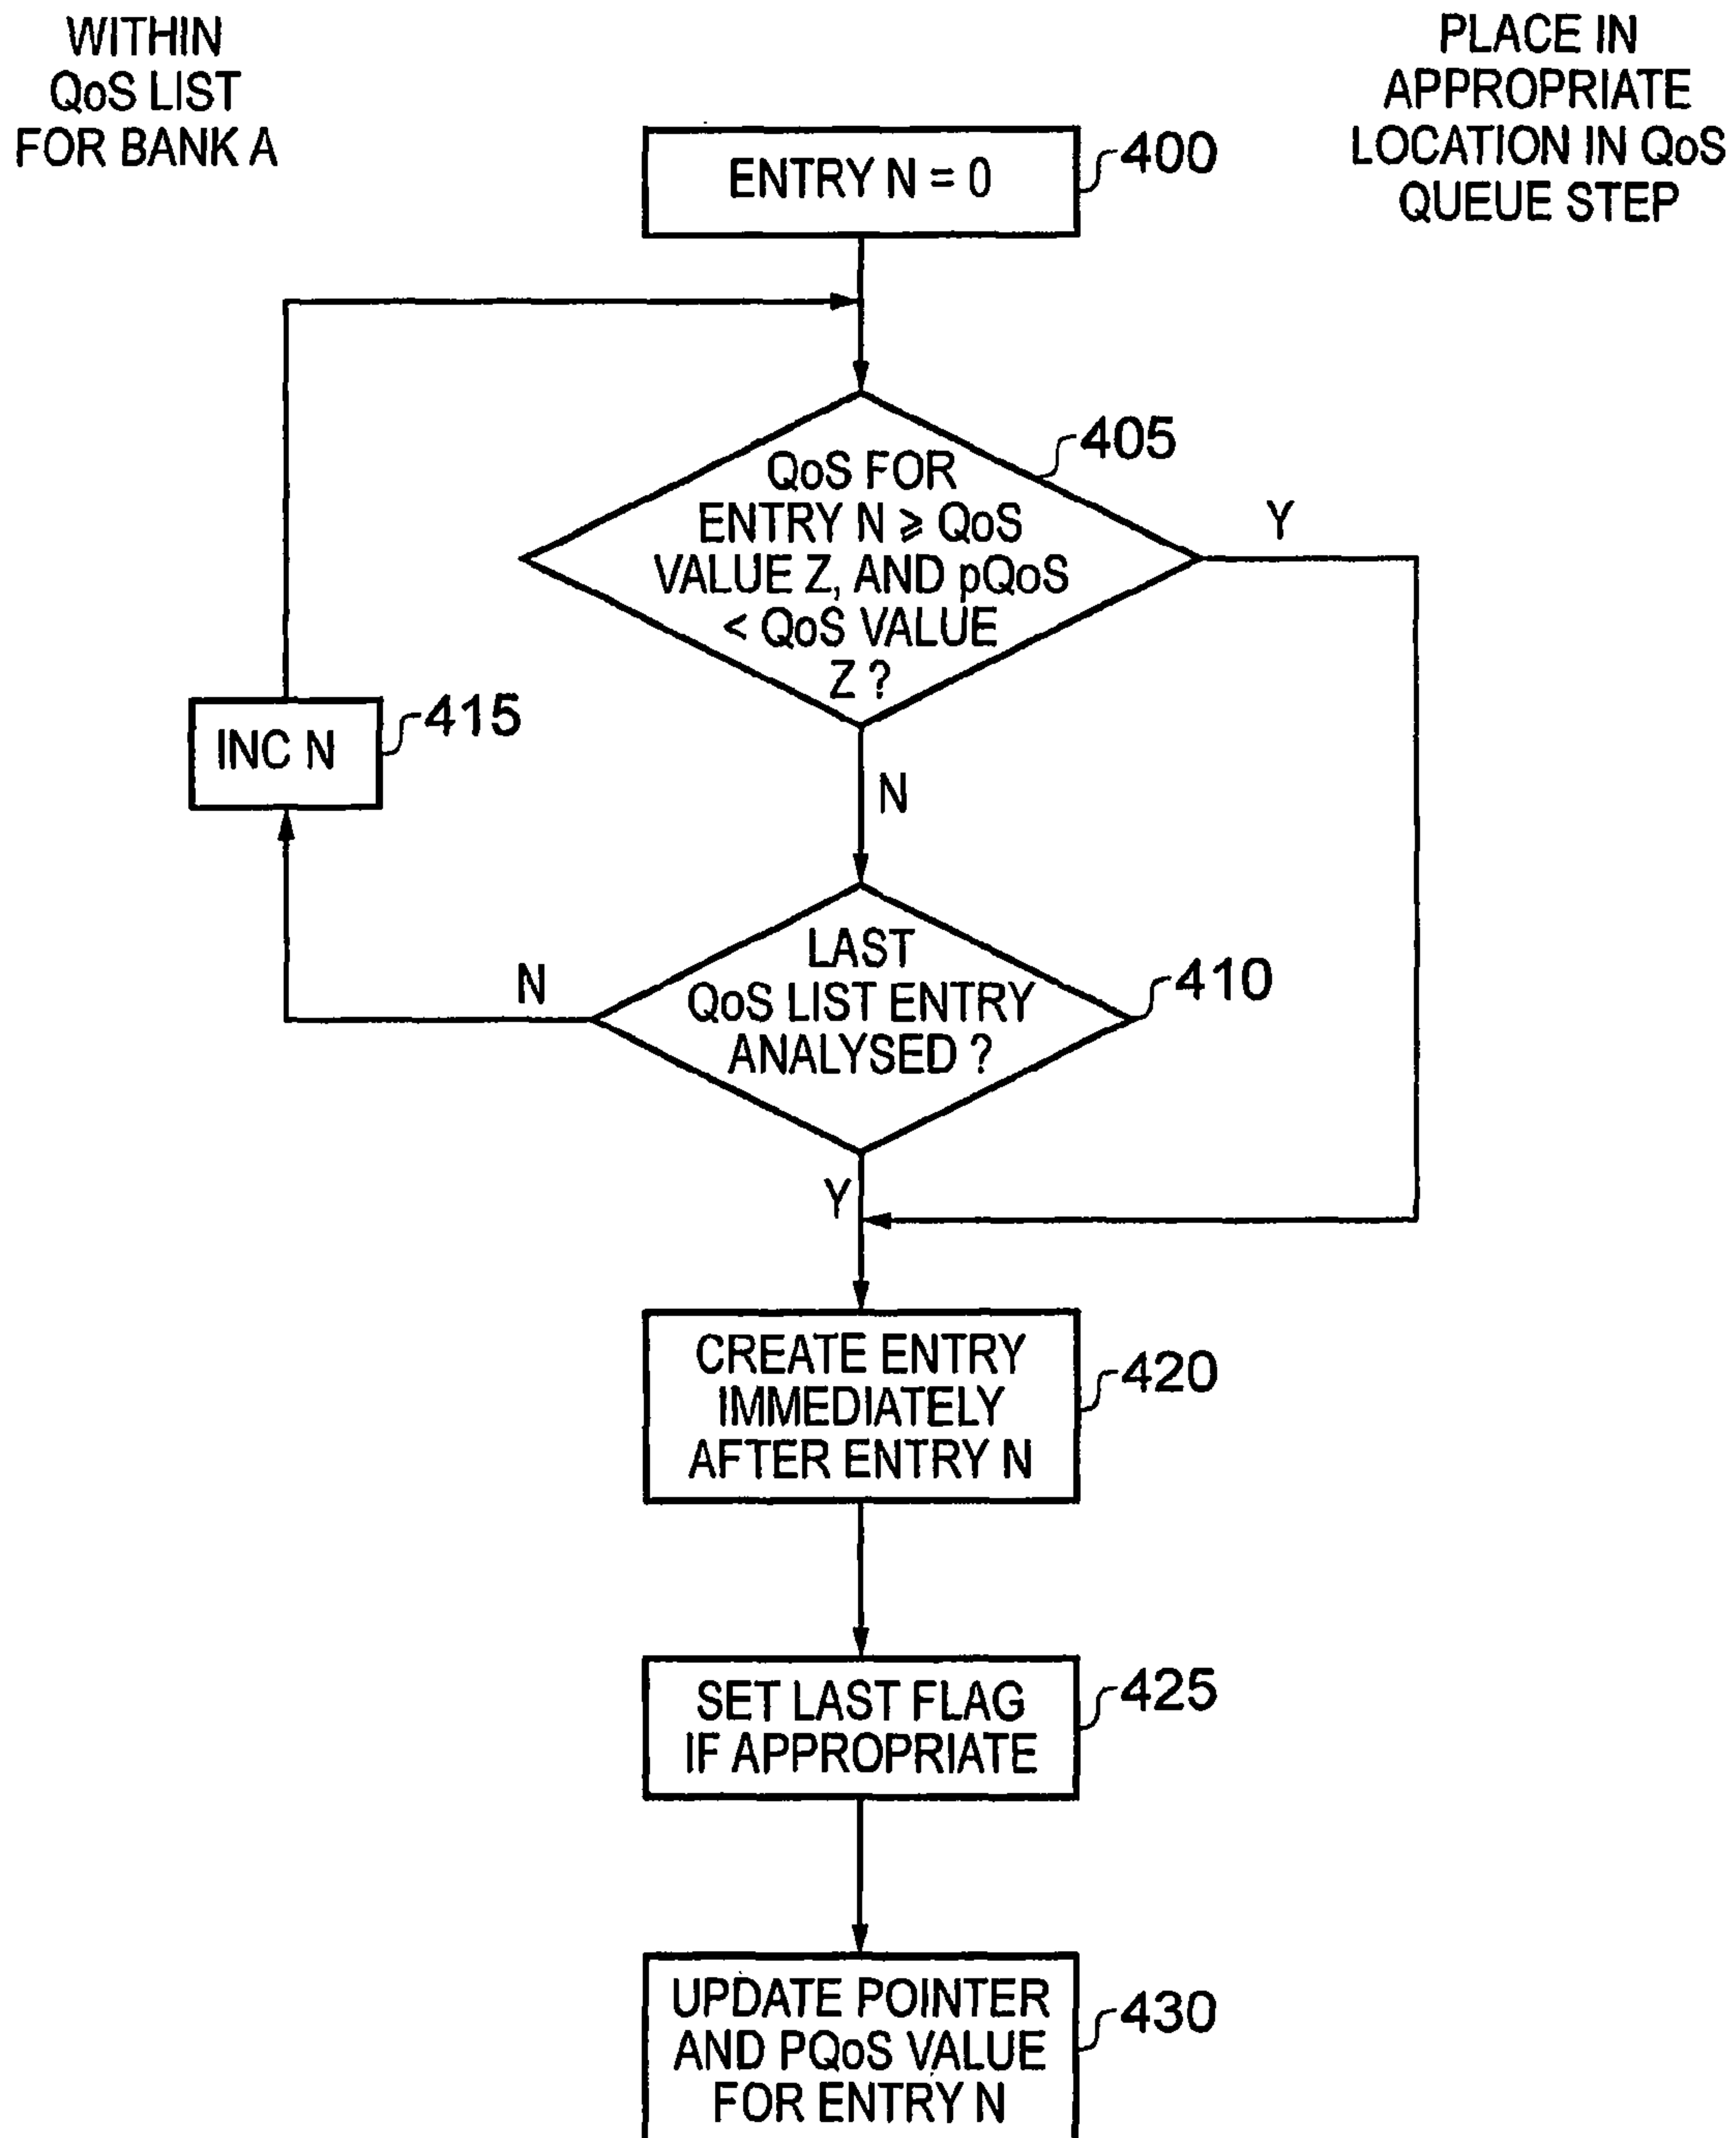 WITHIN
QoS LIST
FOR BANK A
PLACE IN
APPROPRIATE
LOCATION IN QoS
QUEUE STEP
ENTRY N = 0
400
QoS FOR
ENTRY N ⩾ QoS
VALUE Z, AND pQoS
< QoS VALUE
Z ?
405
Y
INC N
415
N
LAST
QoS LIST ENTRY
ANALYSED ?
410
N
Y
CREATE ENTRY
IMMEDIATELY
AFTER ENTRY N
420
SET LAST FLAG
IF APPROPRIATE
425
UPDATE POINTER
AND PQoS VALUE
FOR ENTRY N
430